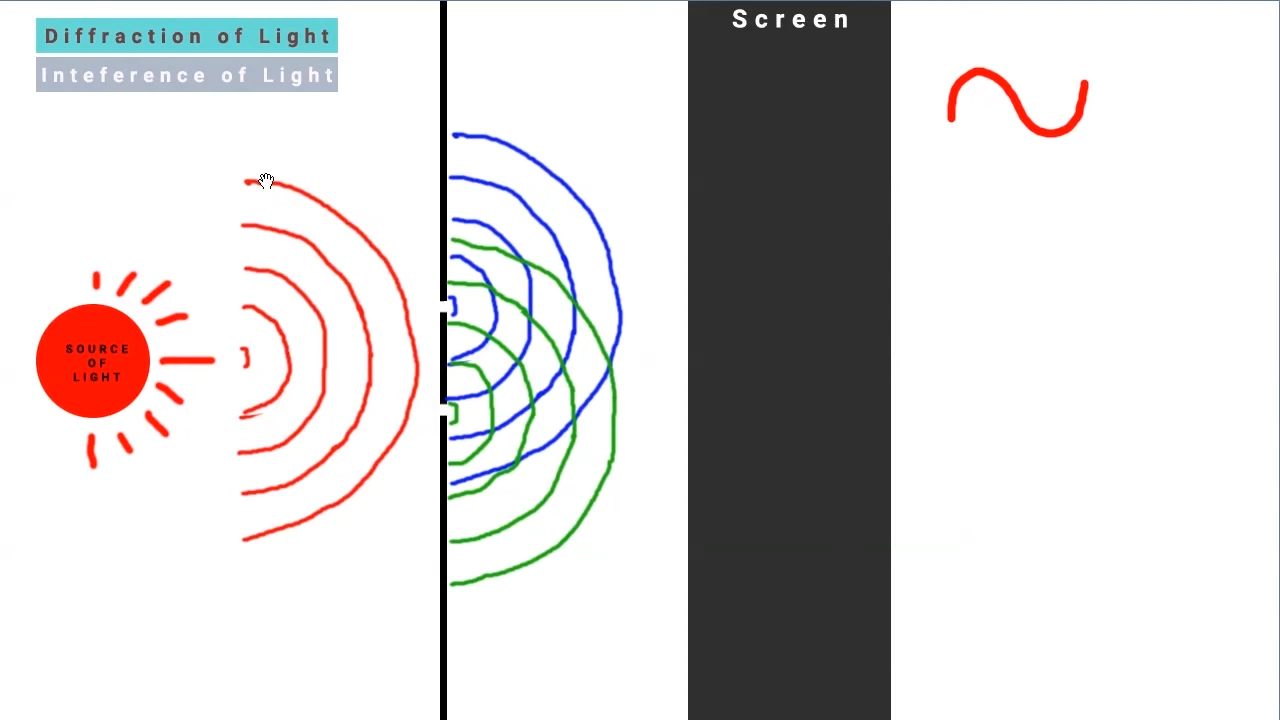 Diffraction of Light
Inteference of Light
Screen
SOURCE
OF
LIGHT